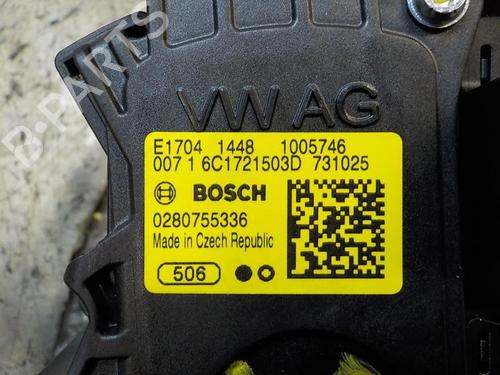 B-PARTS
VW AG
E1704 1448 1005746
007 1 6C1721503D 731025
BOSCH
0280755336
Made in Czech Republic
506